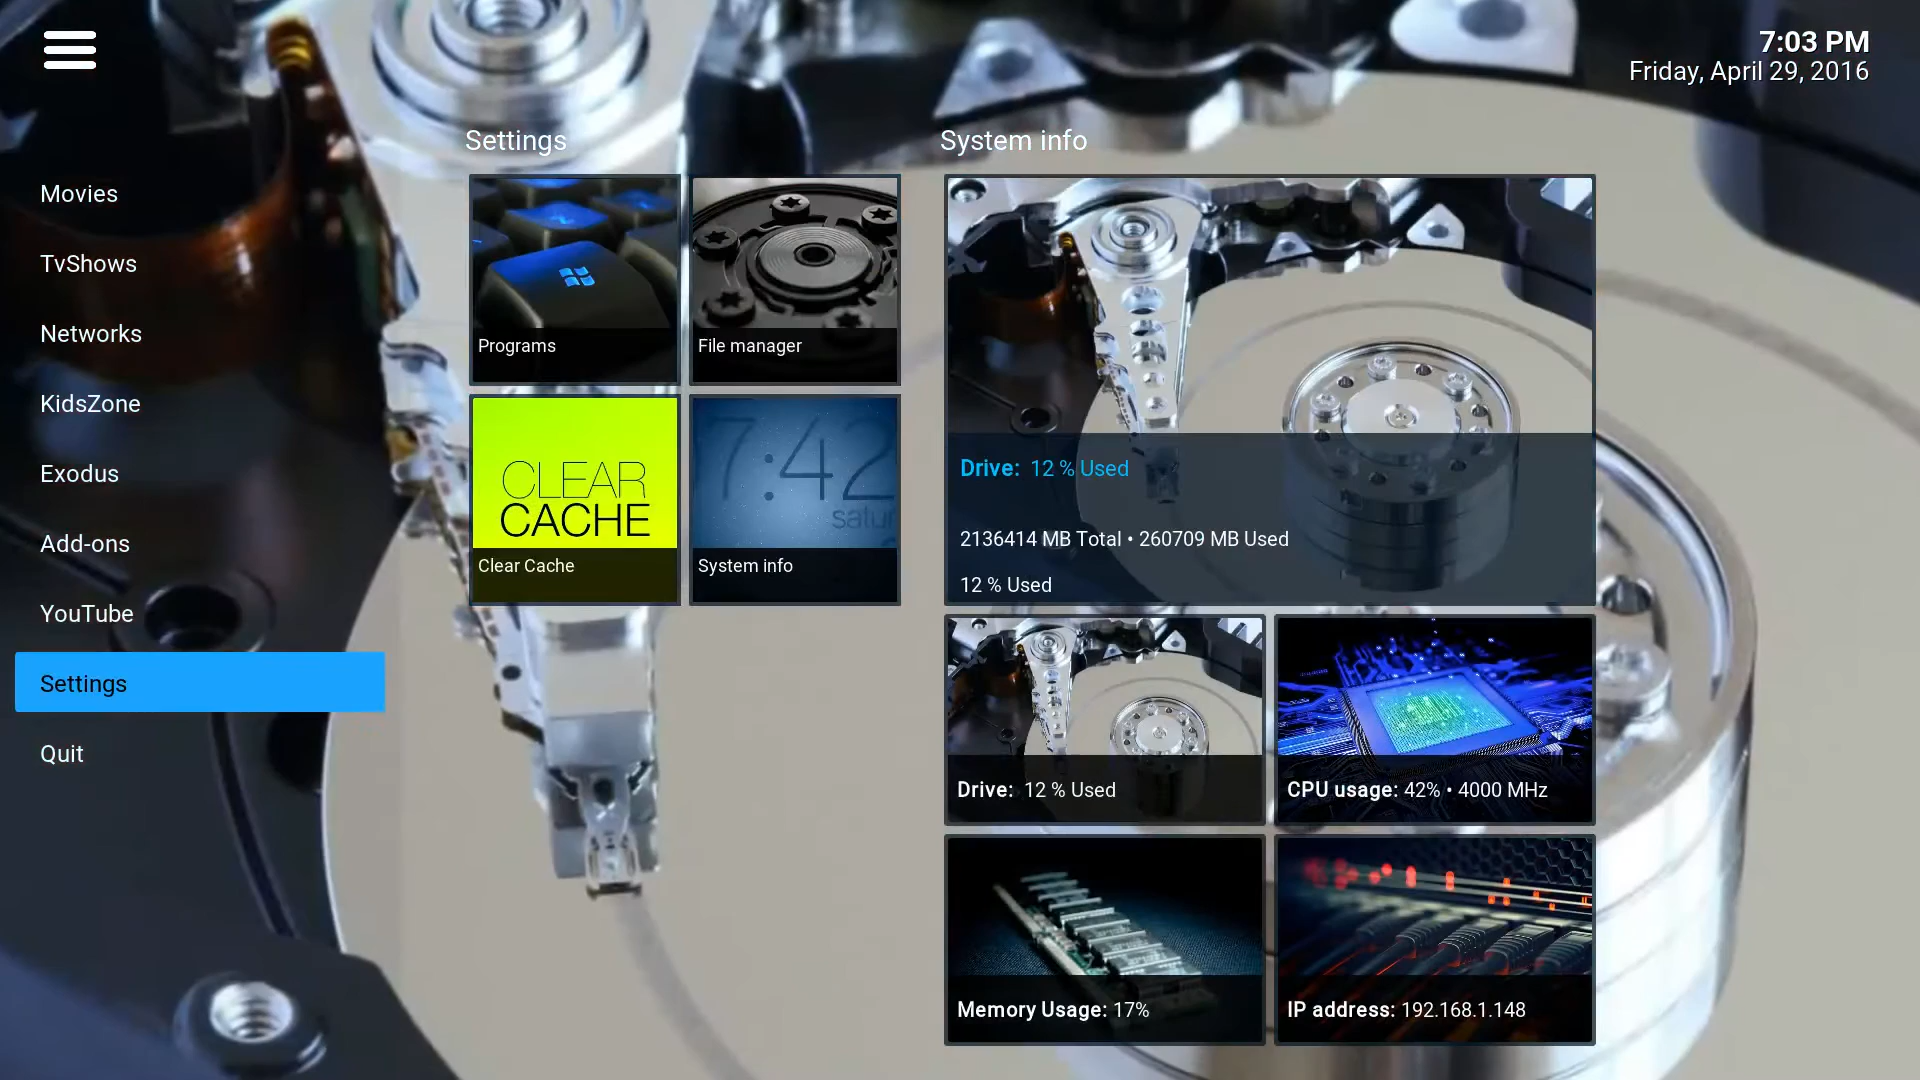 7:03 PM
Friday, April 29, 2016
Movies
TvShows
Networks
KidsZone
Exodus
Add-ons
YouTube
Settings
Quit
Settings
Programs
File manager
CLEAR
CACHE
Clear Cache
7:42
System info
System info
Drive: 12 % Used
2136414 MB Total • 260709 MB Used
12 % Used
Drive: 12 % Used
CPU usage: 42% • 4000 MHz
Memory Usage: 17%
IP address: 192.168.1.148